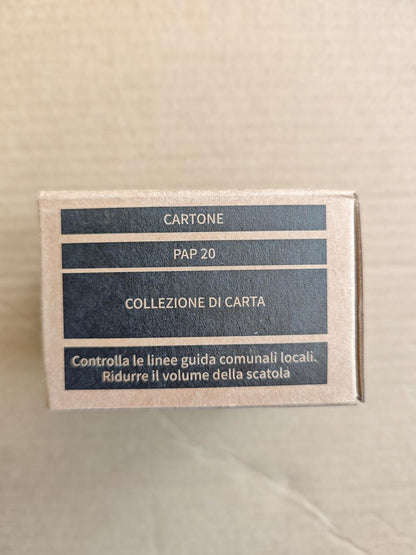 CARTONE
PAP 20
COLLEZIONE DI CARTA
Controlla le linee guida comunali locali.
Ridurre il volume della scatola